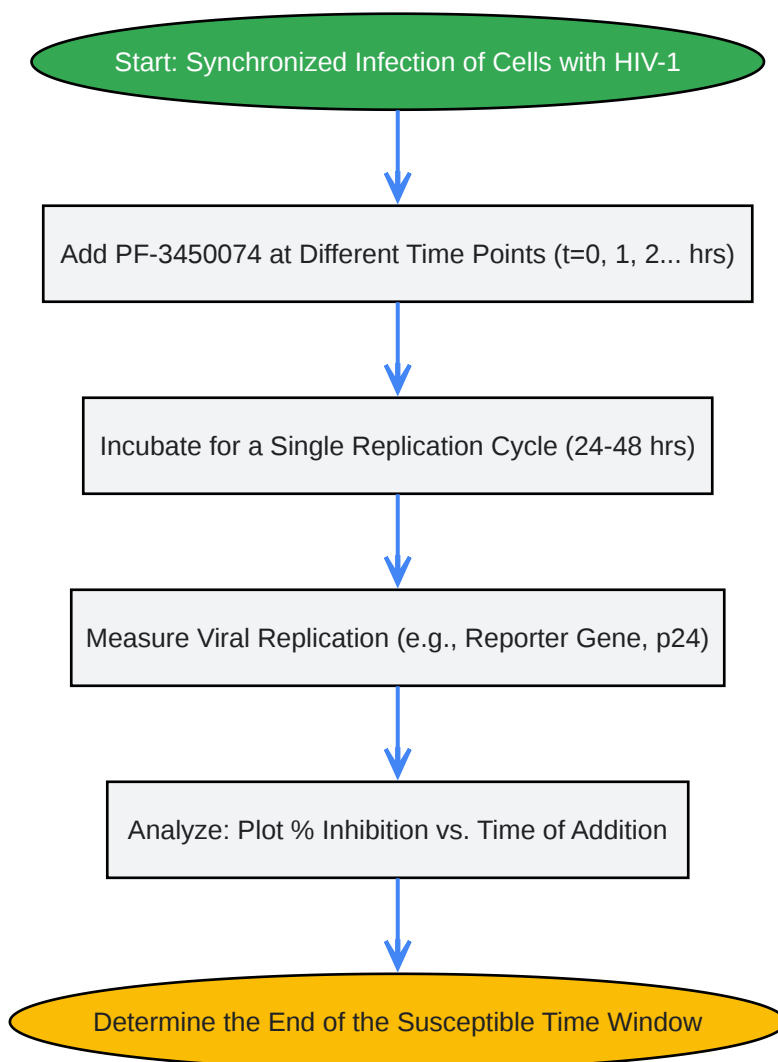 Start: Synchronized Infection of Cells with HIV-1
Add PF-3450074 at Different Time Points (t=0, 1, 2... hrs)
Incubate for a Single Replication Cycle (24-48 hrs)
Measure Viral Replication (e.g., Reporter Gene, p24)
Analyze: Plot % Inhibition vs. Time of Addition
Determine the End of the Susceptible Time Window